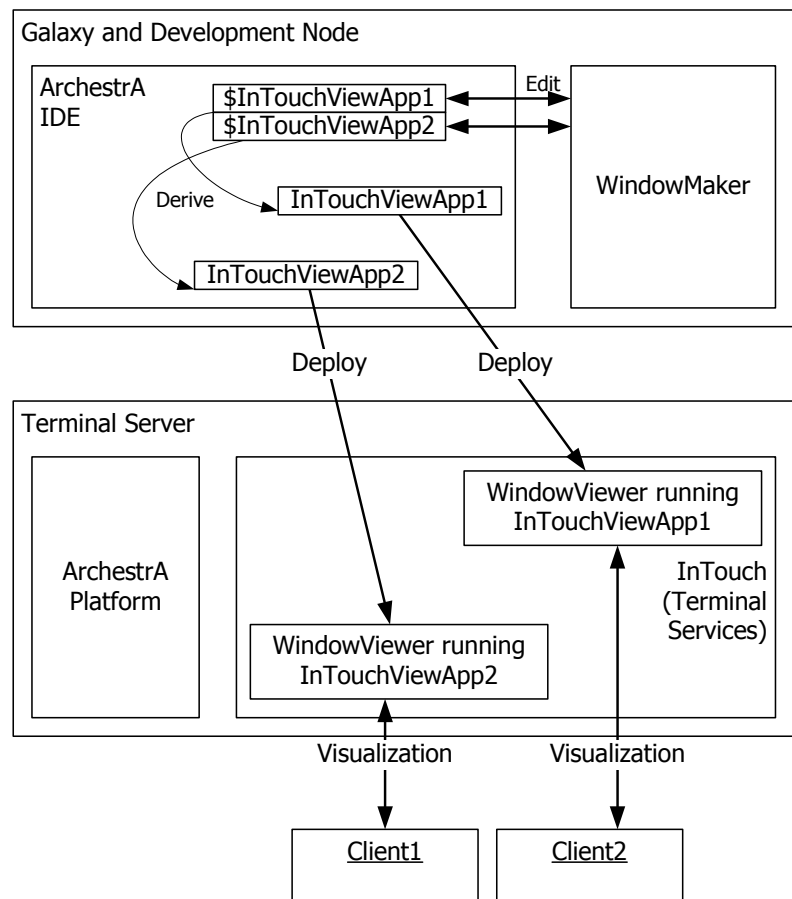 Galaxy and Development Node
ArchestrA
IDE
$InTouchViewApp1
$InTouchViewApp2
Edit
WindowMaker
Derive
InTouchViewApp1
InTouchViewApp2
Deploy
Deploy
Terminal Server
ArchestrA
Platform
WindowViewer running
InTouchViewApp1
InTouch
(Terminal
Services)
WindowViewer running
InTouchViewApp2
Visualization
Visualization
Client1
Client2